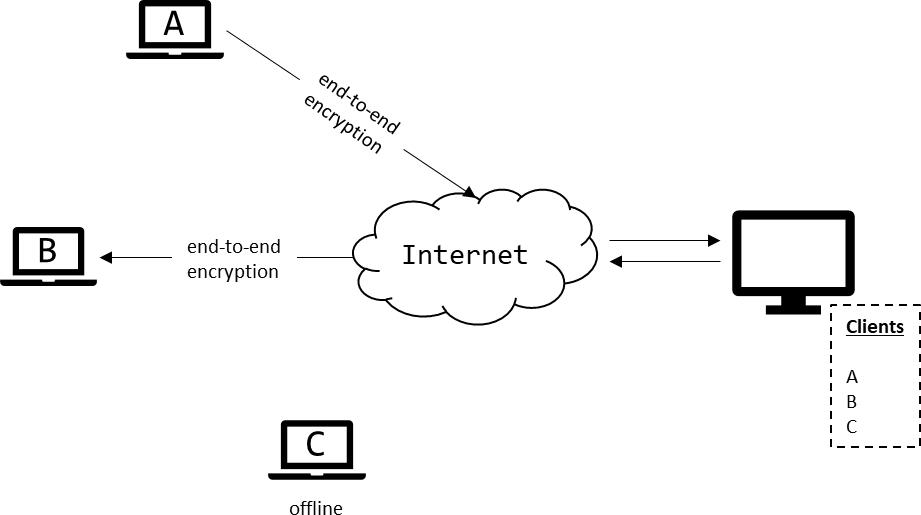 A
end-to-end
encryption
B
end-to-end
encryption
Internet
Clients
A
B
C
C
offline